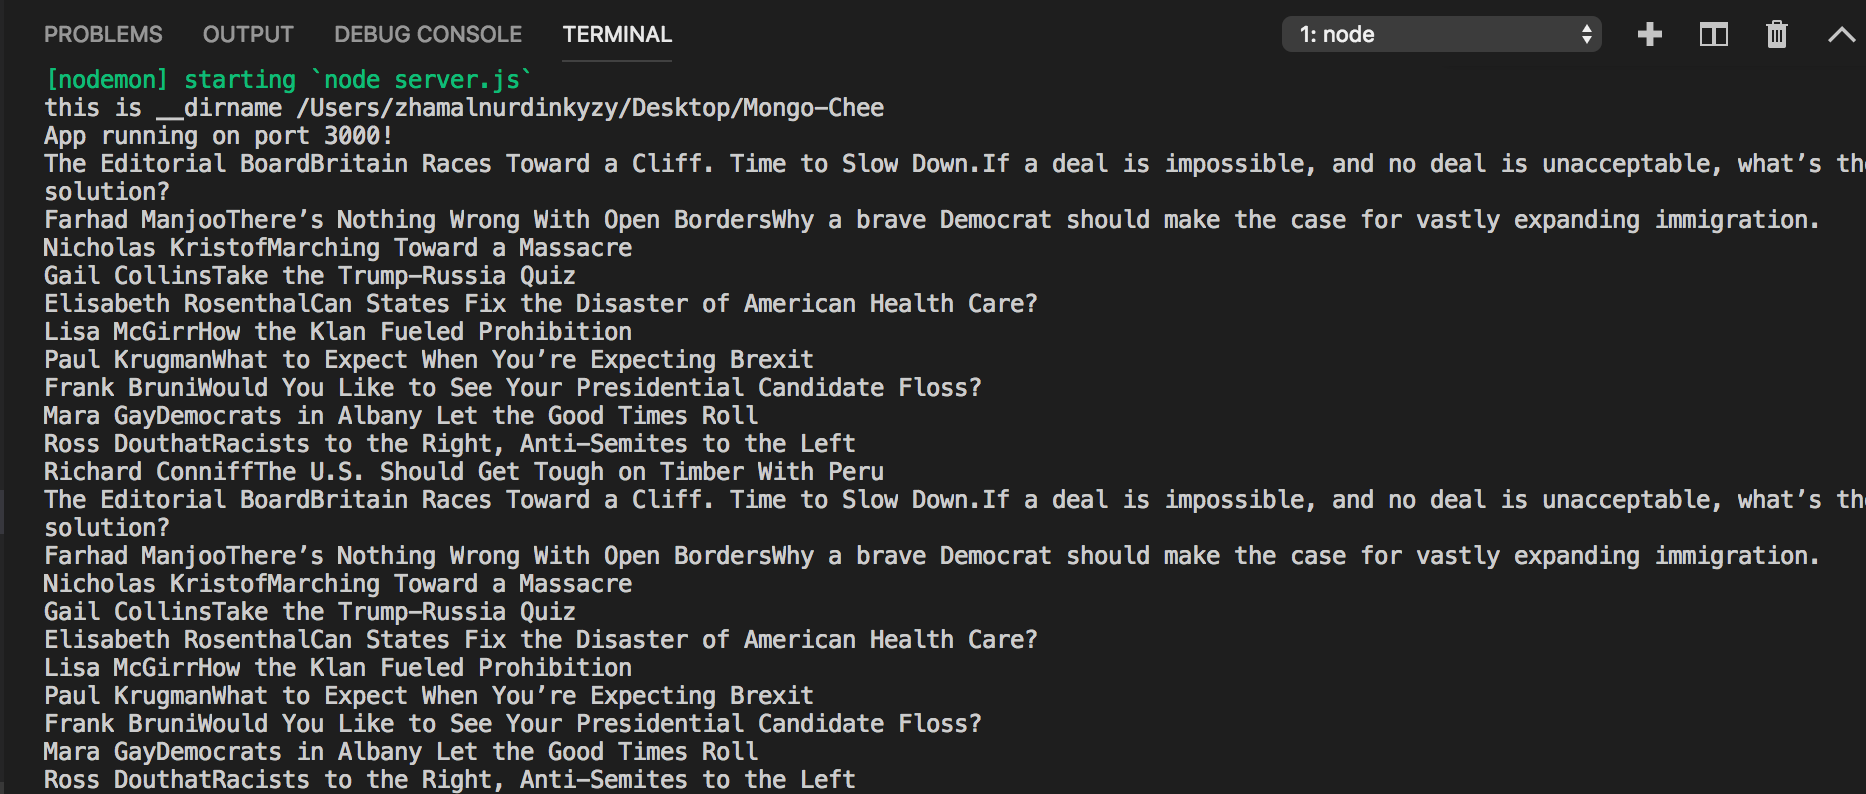 PROBLEMS OUTPUT DEBUG CONSOLE TERMINAL 1: node
[nodemon] starting `node server.js`
this is __dirname /Users/zhamalnurdinkyzy/Desktop/Mongo-Chee
App running on port 3000!
The Editorial BoardBritain Races Toward a Cliff. Time to Slow Down.If a deal is impossible, and no deal is unacceptable, what’s
solution?
Farhad ManjooThere’s Nothing Wrong With Open BordersWhy a brave Democrat should make the case for vastly expanding immigration.
Nicholas KristofMarching Toward a Massacre
Gail CollinsTake the Trump-Russia Quiz
Elisabeth RosenthalCan States Fix the Disaster of American Health Care?
Lisa McGirrHow the Klan Fueled Prohibition
Paul KrugmanWhat to Expect When You’re Expecting Brexit
Frank BruniWould You Like to See Your Presidential Candidate Floss?
Mara GayDemocrats in Albany Let the Good Times Roll
Ross DouthatRacists to the Right, Anti-Semites to the Left
Richard ConniffThe U.S. Should Get Tough on Timber With Peru
The Editorial BoardBritain Races Toward a Cliff. Time to Slow Down.If a deal is impossible, and no deal is unacceptable, what’s
solution?
Farhad ManjooThere’s Nothing Wrong With Open BordersWhy a brave Democrat should make the case for vastly expanding immigration.
Nicholas KristofMarching Toward a Massacre
Gail CollinsTake the Trump-Russia Quiz
Elisabeth RosenthalCan States Fix the Disaster of American Health Care?
Lisa McGirrHow the Klan Fueled Prohibition
Paul KrugmanWhat to Expect When You’re Expecting Brexit
Frank BruniWould You Like to See Your Presidential Candidate Floss?
Mara GayDemocrats in Albany Let the Good Times Roll
Ross DouthatRacists to the Right, Anti-Semites to the Left